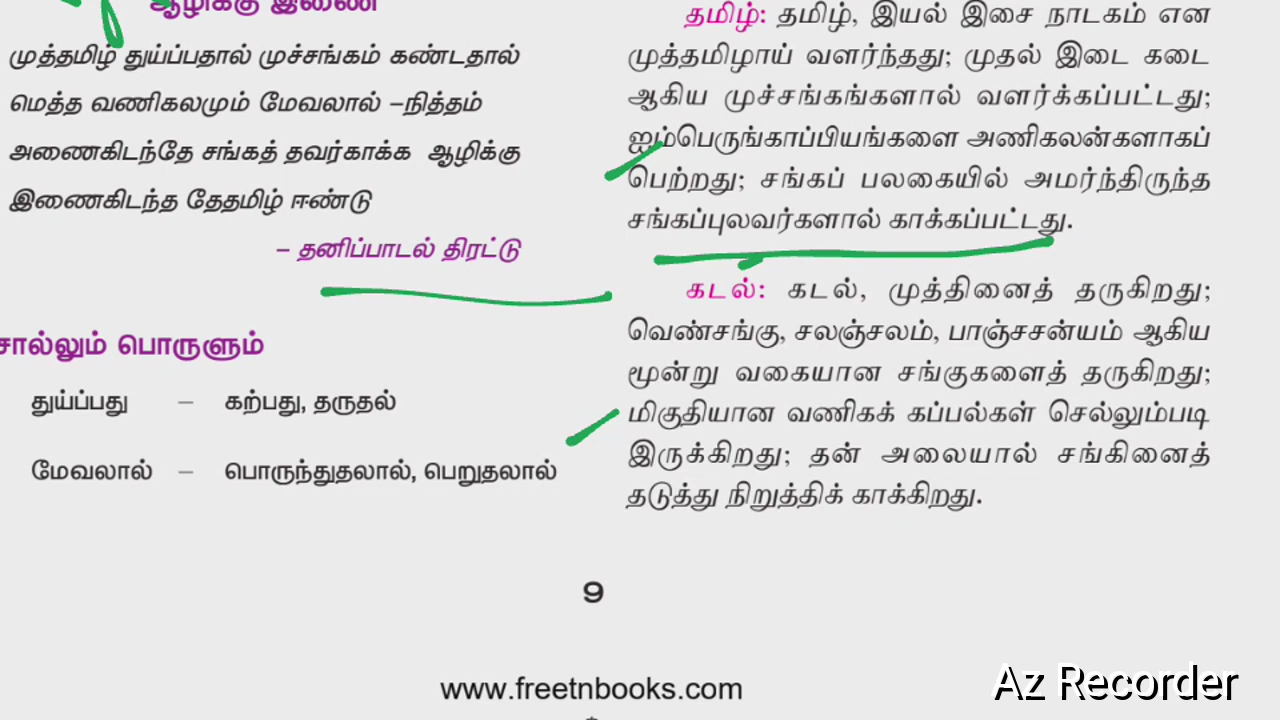 ஆழிக்கு இணை
முத்தமிழ் துய்ப்பதால் முச்சங்கம் கண்டதால்
மெத்த வணிகலமும் மேவலால் –நித்தம்
அணைகிடந்தே சங்கத் தவர்காக்க ஆழிக்கு
இணைகிடந்த தேதமிழ் ஈண்டு
– தனிப்பாடல் திரட்டு
சொல்லும் பொருளும்
துய்ப்பது – கற்பது, தருதல்
மேவலால் – பொருந்துதலால், பெறுதலால்
தமிழ்: தமிழ், இயல் இசை நாடகம் என
முத்தமிழாய் வளர்ந்தது; முதல் இடை கடை
ஆகிய முச்சங்கங்களால் வளர்க்கப்பட்டது;
ஐம்பெருங்காப்பியங்களை அணிகலன்களாகப்
பெற்றது; சங்கப் பலகையில் அமர்ந்திருந்த
சங்கப்புலவர்களால் காக்கப்பட்டது.
கடல்: கடல், முத்தினைத் தருகிறது;
வெண்சங்கு, சலஞ்சலம், பாஞ்சசன்யம் ஆகிய
மூன்று வகையான சங்குகளைத் தருகிறது;
மிகுதியான வணிகக் கப்பல்கள் செல்லும்படி
இருக்கிறது; தன் அலையால் சங்கினைத்
தடுத்து நிறுத்திக் காக்கிறது.
9
www.freetnbooks.com
Az Recorder